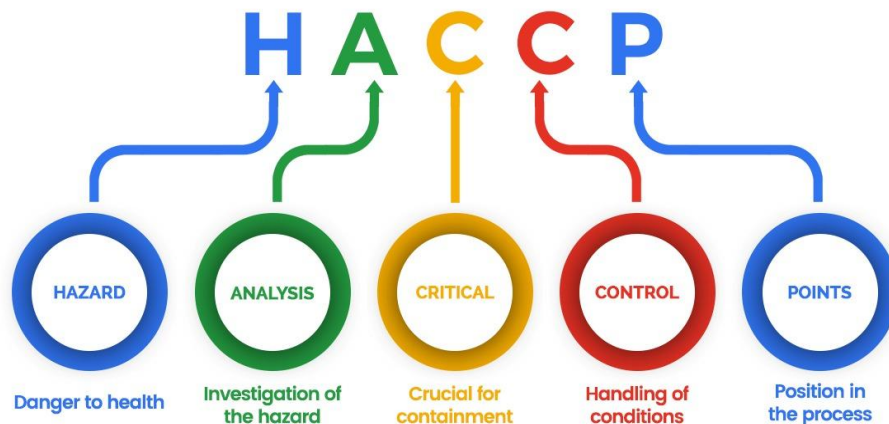 HACCP
HAZARD
ANALYSIS
CRITICAL
CONTROL
POINTS
Danger to health
Investigation of
the hazard
Crucial for
containment
Handling of
conditions
Position in
the process